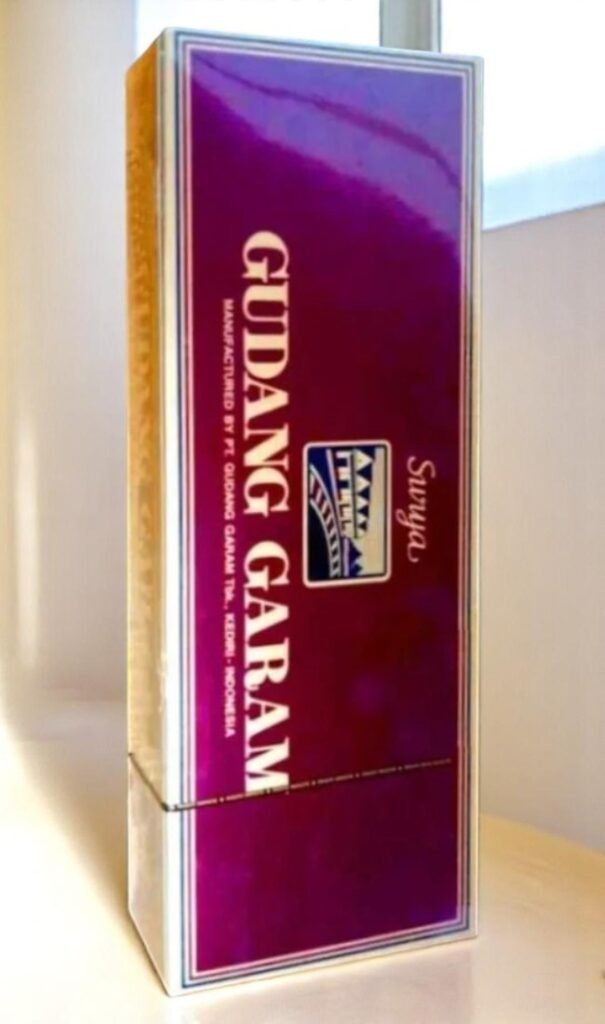 Surya
GUDANG GARAM
MANUFACTURED BY PT. GUDANG GARAM Tbk., KEDIRI - INDONESIA